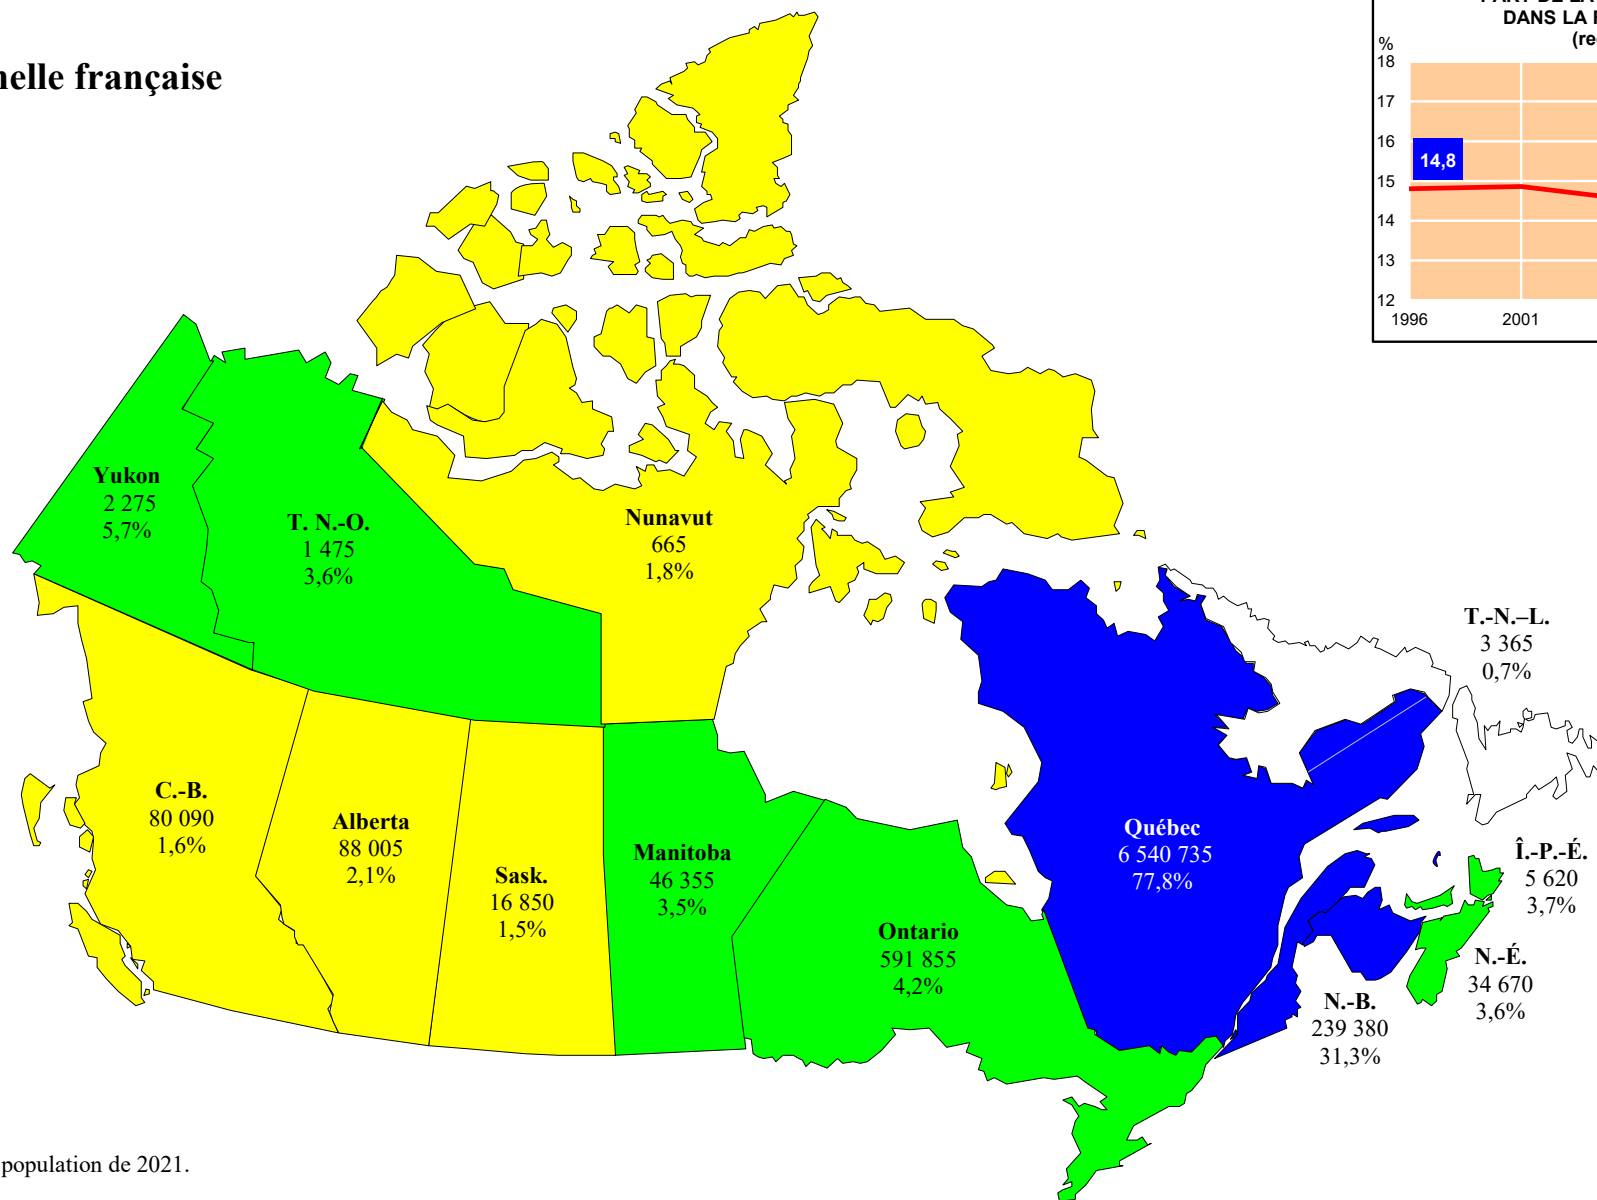 nelle française
DANS LA
%
18
17
16
15
14
13
12
14,8
1996
2001
Yukon
2 275
5,7%
T. N.-O.
1 475
3,6%
Nunavut
665
1,8%
T.-N.–L.
3 365
0,7%
C.-B.
80 090
1,6%
Alberta
88 005
2,1%
Sask.
16 850
1,5%
Manitoba
46 355
3,5%
Ontario
591 855
4,2%
Québec
6 540 735
77,8%
Î.-P.-É.
5 620
3,7%
N.-É.
34 670
3,6%
N.-B.
239 380
31,3%
population de 2021.